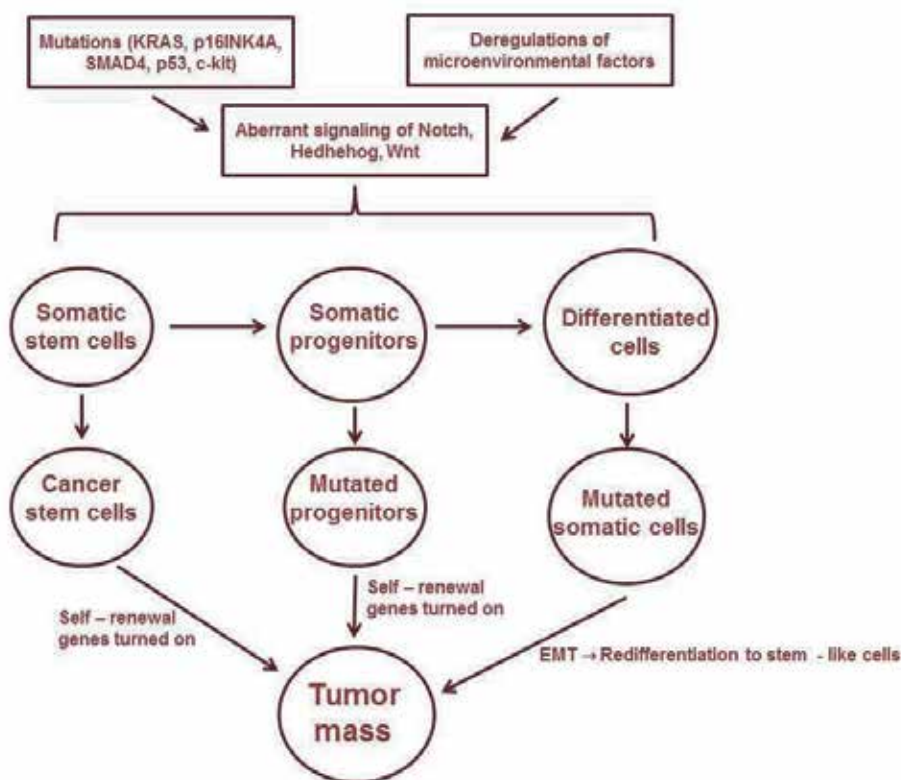 Mutations (KRAS, p16INK4A,
SMAD4, p53, c-kit)
Deregulations of
microenvironmental factors
Aberrant signaling of Notch,
Hedhehog, Wnt
Somatic
stem cells
Somatic
progenitors
Differentiated
cells
Cancer
stem cells
Mutated
progenitors
Mutated
somatic cells
Self – renewal
genes turned on
Self – renewal
genes turned on
EMT → Redifferentiation to stem - like cells
Tumor
mass